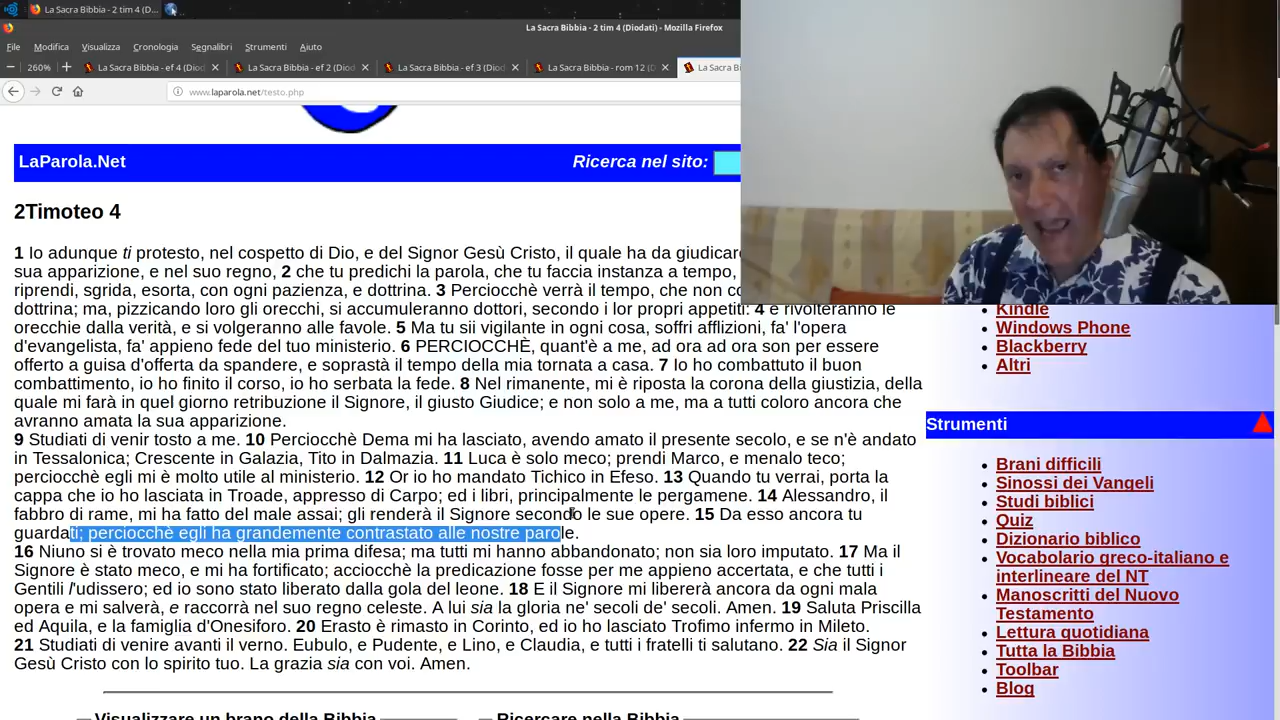 La Sacra Bibbia - 2 tim 4 (D...
La Sacra Bibbia - 2 tim 4 (Diodati) - Mozilla Firefox
File Modifica Visualizza Cronologia Segnalibri Strumenti Aiuto
260% La Sacra Bibbia - ef 4 (Diod La Sacra Bibbia - ef 2 (Diod La Sacra Bibbia - ef 3 (Diod La Sacra Bibbia - rom 12 (D La Sacra Bi
www.laparola.net/testo.php
LaParola.Net Ricerca nel sito:
2Timoteo 4
1 Io adunque ti protesto, nel cospetto di Dio, e del Signor Gesù Cristo, il quale ha da giudicare
sua apparizione, e nel suo regno, 2 che tu predichi la parola, che tu faccia instanza a tempo,
riprendi, sgrida, esorta, con ogni pazienza, e dottrina. 3 Perciocchè verrà il tempo, che non co
dottrina; ma, pizzicando loro gli orecchi, si accumuleranno dottori, secondo i lor propri appetiti: 4 e rivolteranno le
orecchie dalla verità, e si volgeranno alle favole. 5 Ma tu sii vigilante in ogni cosa, soffri afflizioni, fa' l'opera
d'evangelista, fa' appieno fede del tuo ministerio. 6 PERCIOCCHÈ, quant'è a me, ad ora ad ora son per essere
offerto a guisa d'offerta da spandere, e soprastà il tempo della mia tornata a casa. 7 Io ho combattuto il buon
combattimento, io ho finito il corso, io ho serbata la fede. 8 Nel rimanente, mi è riposta la corona della giustizia, della
quale mi farà in quel giorno retribuzione il Signore, il giusto Giudice; e non solo a me, ma a tutti coloro ancora che
avranno amata la sua apparizione.
9 Studiati di venir tosto a me. 10 Perciocchè Dema mi ha lasciato, avendo amato il presente secolo, e se n'è andato
in Tessalonica; Crescente in Galazia, Tito in Dalmazia. 11 Luca è solo meco; prendi Marco, e menalo teco;
perciocchè egli mi è molto utile al ministerio. 12 Or io ho mandato Tichico in Efeso. 13 Quando tu verrai, porta la
cappa che io ho lasciata in Troade, appresso di Carpo; ed i libri, principalmente le pergamene. 14 Alessandro, il
fabbro di rame, mi ha fatto del male assai; gli renderà il Signore secondo le sue opere. 15 Da esso ancora tu
guardati; perciocchè egli ha grandemente contrastato alle nostre parole.
16 Niuno si è trovato meco nella mia prima difesa; ma tutti mi hanno abbandonato; non sia loro imputato. 17 Ma il
Signore è stato meco, e mi ha fortificato; acciocchè la predicazione fosse per me appieno accertata, e che tutti i
Gentili l'udissero; ed io sono stato liberato dalla gola del leone. 18 E il Signore mi libererà ancora da ogni mala
opera e mi salverà, e raccorrà nel suo regno celeste. A lui sia la gloria ne' secoli de' secoli. Amen. 19 Saluta Priscilla
ed Aquila, e la famiglia d'Onesiforo. 20 Erasto è rimasto in Corinto, ed io ho lasciato Trofimo infermo in Mileto.
21 Studiati di venire avanti il verno. Eubulo, e Pudente, e Lino, e Claudia, e tutti i fratelli ti salutano. 22 Sia il Signor
Gesù Cristo con lo spirito tuo. La grazia sia con voi. Amen.
Visualizzare un brano della Bibbia Ricercare nella Bibbia
Kindle
Windows Phone
Blackberry
Altri
Strumenti
Brani difficili
Sinossi dei Vangeli
Studi biblici
Quiz
Dizionario biblico
Vocabolario greco-italiano e
interlineare del NT
Manoscritti del Nuovo
Testamento
Lettura quotidiana
Tutta la Bibbia
Toolbar
Blog